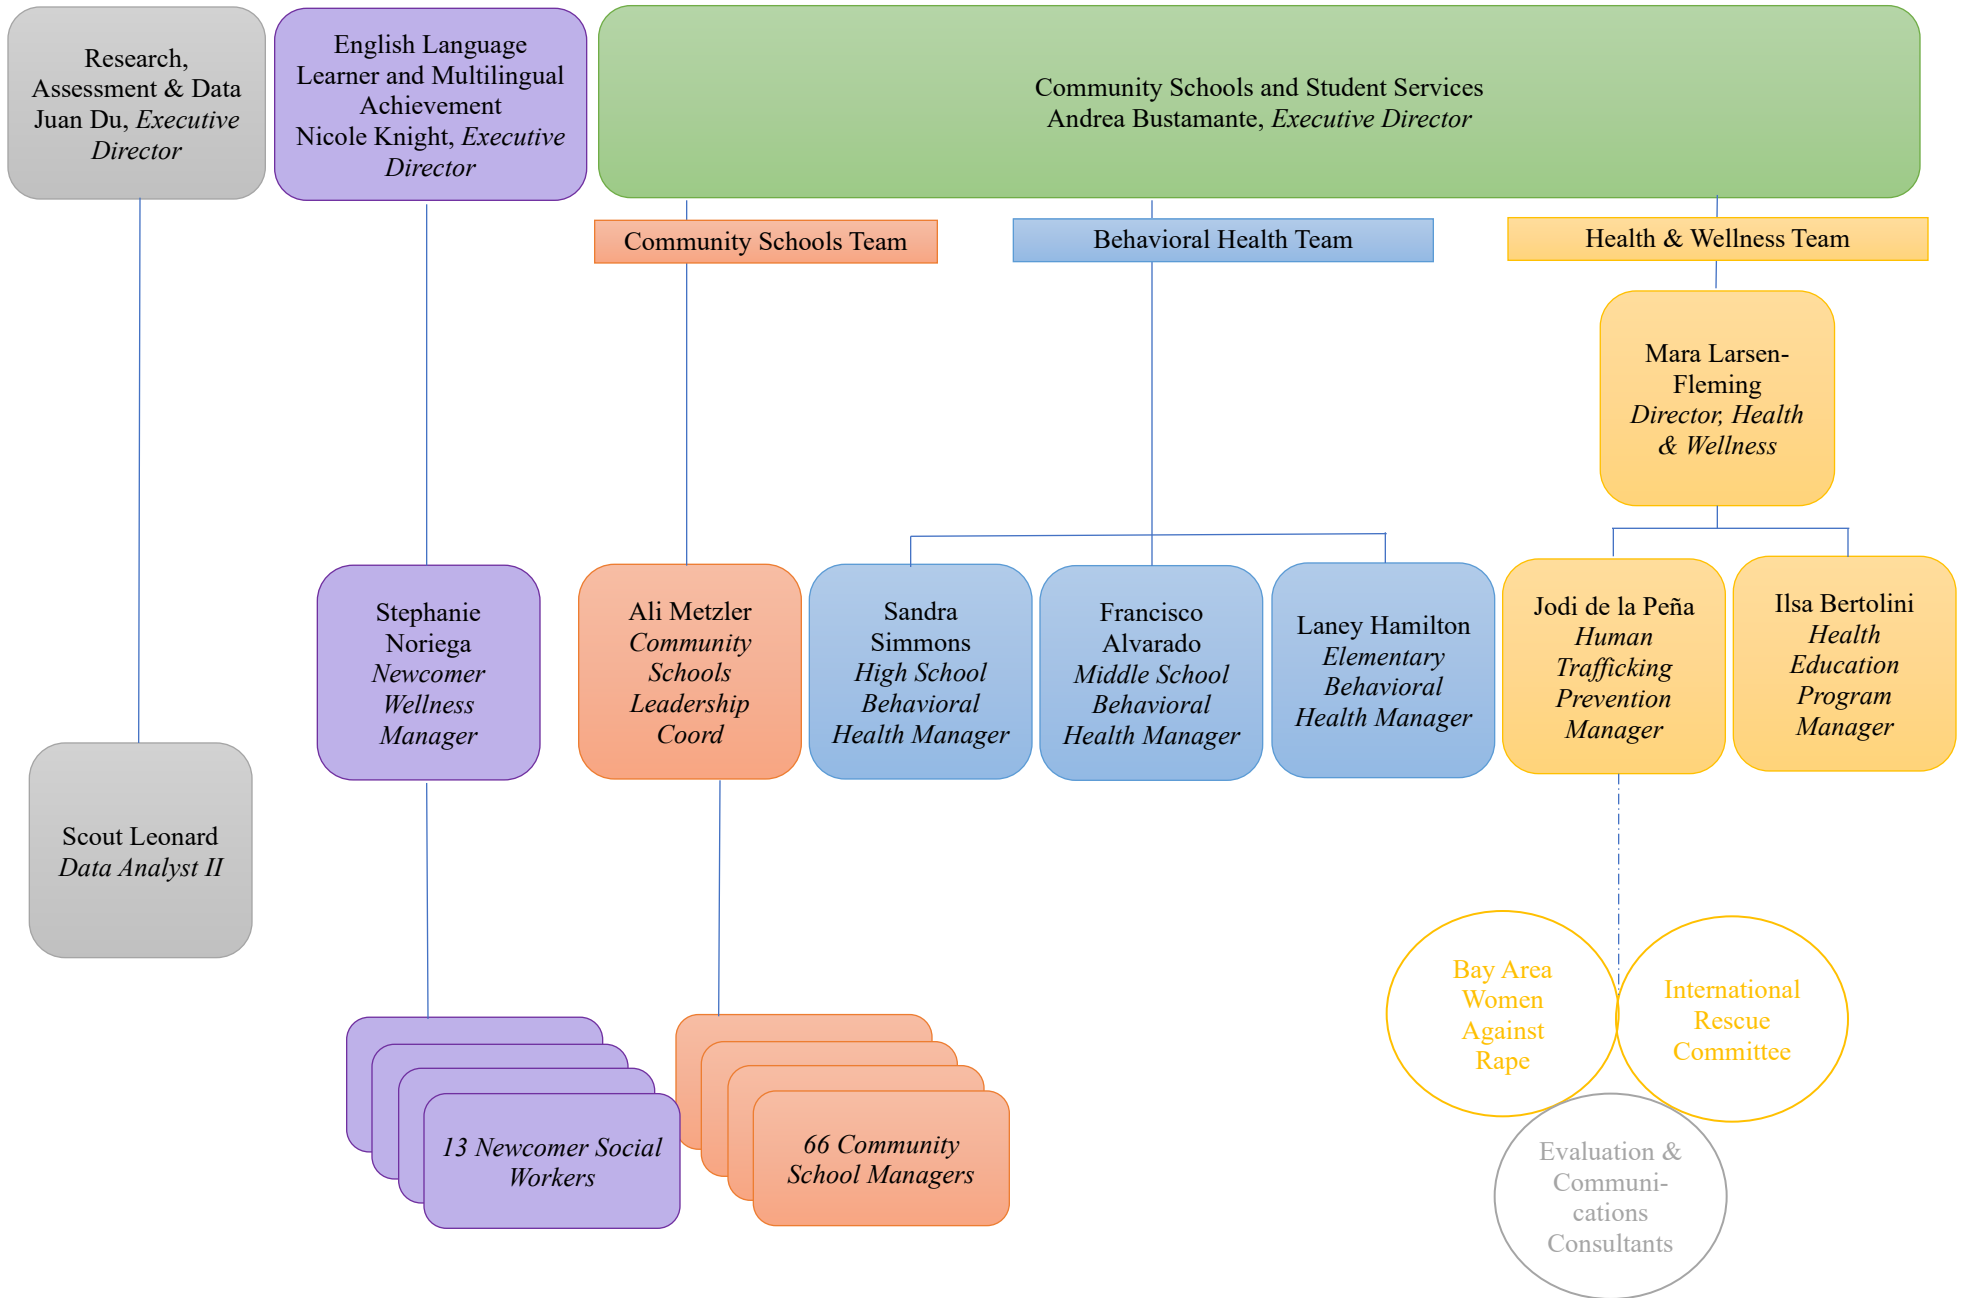 Research,
Assessment & Data
Juan Du, Executive
Director
English Language
Learner and Multilingual
Achievement
Nicole Knight, Executive
Director
Community Schools and Student Services
Andrea Bustamante, Executive Director
Community Schools Team
Behavioral Health Team
Health & Wellness Team
Mara Larsen-
Fleming
Director, Health
& Wellness
Stephanie
Noriega
Newcomer
Wellness
Manager
Ali Metzler
Community
Schools
Leadership
Coord
Sandra
Simmons
High School
Behavioral
Health Manager
Francisco
Alvarado
Middle School
Behavioral
Health Manager
Laney Hamilton
Elementary
Behavioral
Health Manager
Jodi de la Peña
Human
Trafficking
Prevention
Manager
Ilsa Bertolini
Health
Education
Program
Manager
Scout Leonard
Data Analyst II
Bay Area
Women
Against
Rape
International
Rescue
Committee
13 Newcomer Social
Workers
66 Community
School Managers
Evaluation &
Communi-
cations
Consultants